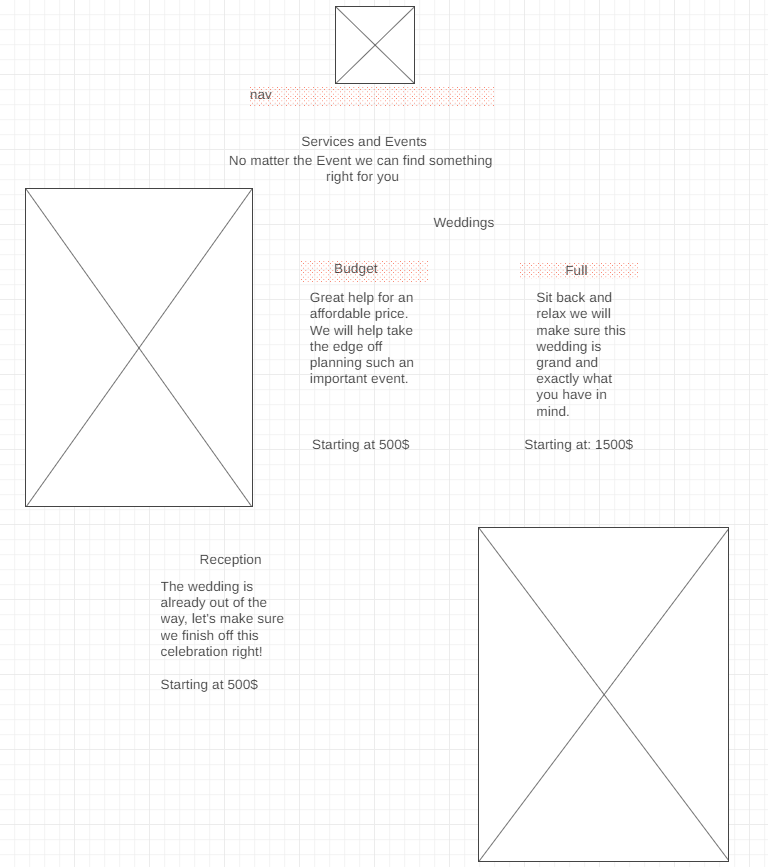 nav
Services and Events
No matter the Event we can find something
right for you
Weddings
Budget
Great help for an
affordable price.
We will help take
the edge off
planning such an
important event.
Starting at 500$
Full
Sit back and
relax we will
make sure this
wedding is
grand and
exactly what
you have in
mind.
Starting at: 1500$
Reception
The wedding is
already out of the
way, let's make sure
we finish off this
celebration right!
Starting at 500$